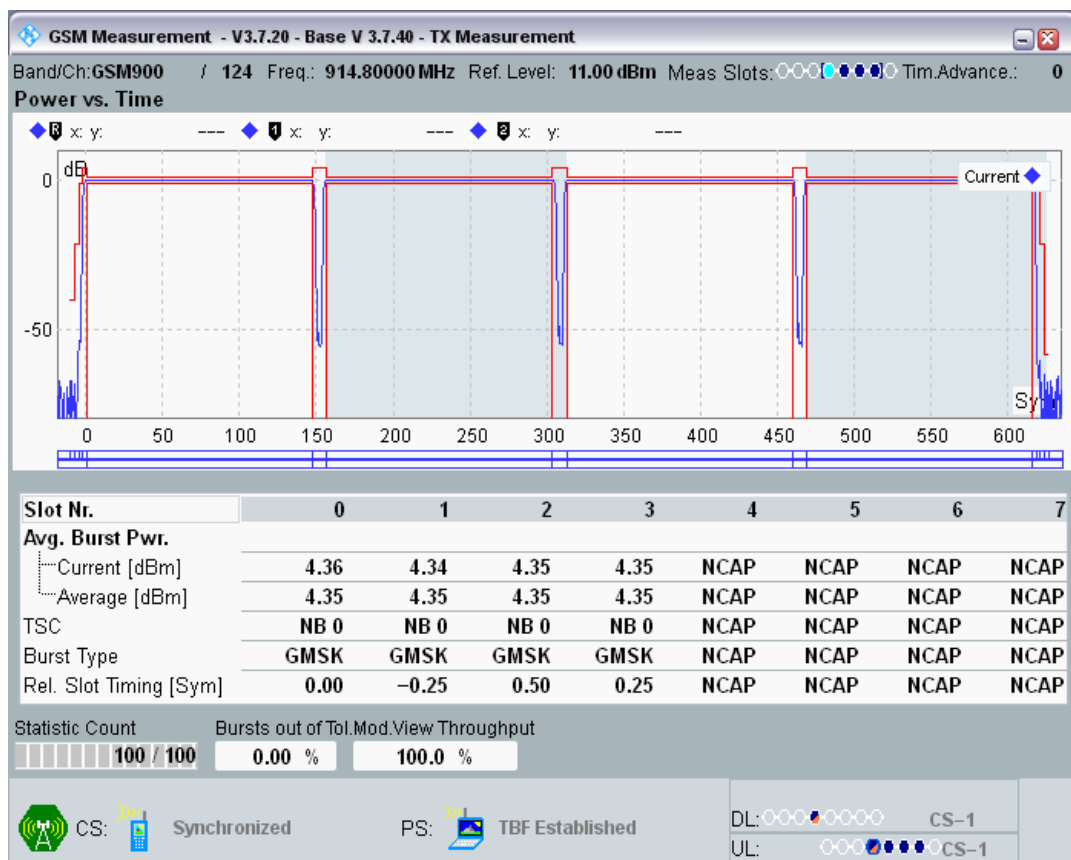 GSM Measurement - V3.7.20 - Base V 3.7.40 - TX Measurement
Band/Ch:GSM900 / 124 Freq.: 914.80000 MHz Ref. Level: 11.00 dBm Meas Slots: Tim.Advance.: 0
Power vs. Time
R x: y: --- 1 x: y: --- 2 x: y: ---
Current
0
-50
0 50 100 150 200 250 300 350 400 450 500 550 600
Slot Nr. 0 1 2 3 4 5 6 7
Avg. Burst Pwr.
Current [dBm] 4.36 4.34 4.35 4.35 NCAP NCAP NCAP NCAP
Average [dBm] 4.35 4.35 4.35 4.35 NCAP NCAP NCAP NCAP
TSC NB 0 NB 0 NB 0 NB 0 NCAP NCAP NCAP NCAP
Burst Type GMSK GMSK GMSK GMSK NCAP NCAP NCAP NCAP
Rel. Slot Timing [Sym] 0.00 −0.25 0.50 0.25 NCAP NCAP NCAP NCAP
Statistic Count Bursts out of Tol.Mod.View Throughput
100 / 100 0.00 % 100.0 %
CS: Synchronized PS: TBF Established
DL: CS−1
UL: CS−1